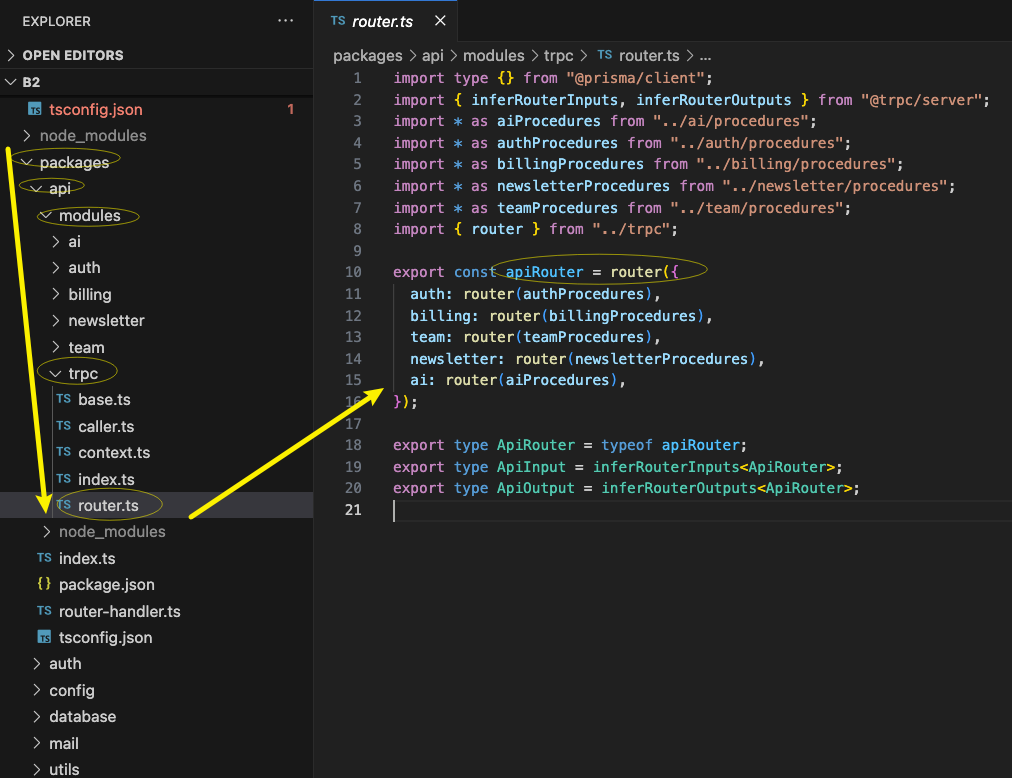 EXPLORER
OPEN EDITORS
B2
TS tsconfig.json 1
node_modules
packages
api
modules
ai
auth
billing
newsletter
team
trpc
TS base.ts
TS caller.ts
TS context.ts
TS index.ts
TS router.ts
node_modules
TS index.ts
{} package.json
TS router-handler.ts
TS tsconfig.json
auth
config
database
mail
utils
TS router.ts
packages > api > modules > trpc > TS router.ts > ...
1 import type {} from "@prisma/client";
2 import { inferRouterInputs, inferRouterOutputs } from "@trpc/server";
3 import * as aiProcedures from "../ai/procedures";
4 import * as authProcedures from "../auth/procedures";
5 import * as billingProcedures from "../billing/procedures";
6 import * as newsletterProcedures from "../newsletter/procedures";
7 import * as teamProcedures from "../team/procedures";
8 import { router } from "../trpc";
9
10 export const apiRouter = router({
11 auth: router(authProcedures),
12 billing: router(billingProcedures),
13 team: router(teamProcedures),
14 newsletter: router(newsletterProcedures),
15 ai: router(aiProcedures),
16 });
17
18 export type ApiRouter = typeof apiRouter;
19 export type ApiInput = inferRouterInputs<ApiRouter>;
20 export type ApiOutput = inferRouterOutputs<ApiRouter>;
21